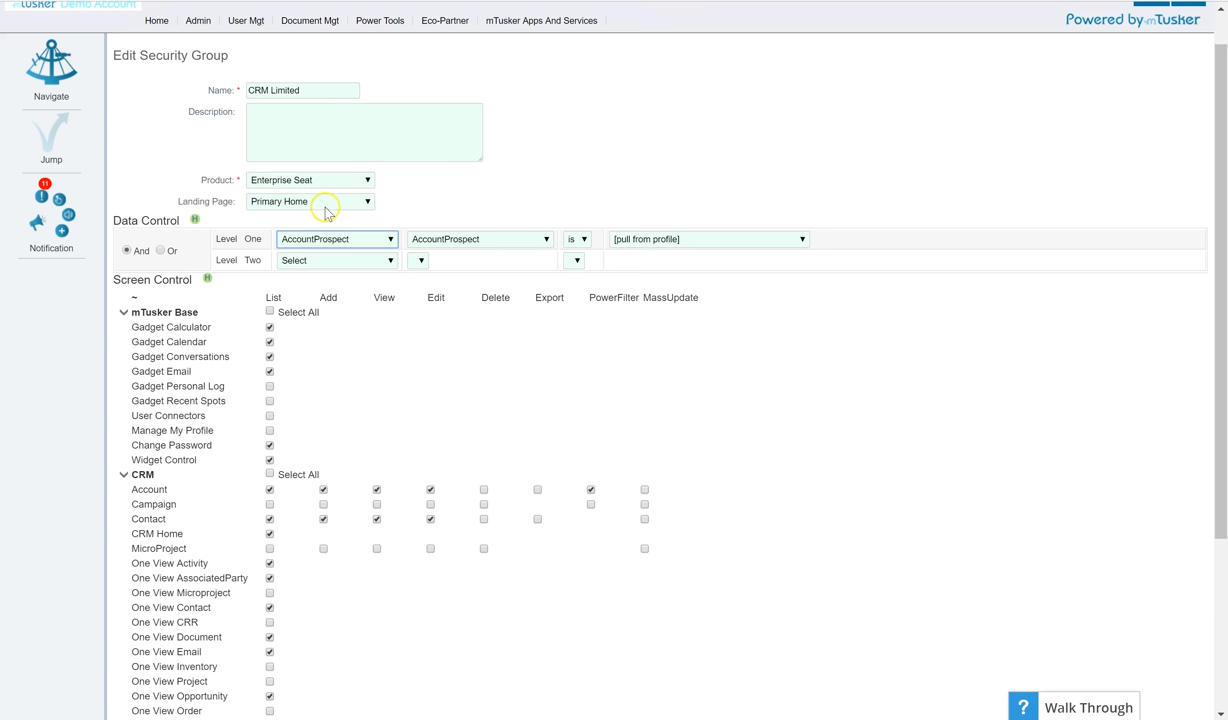 mTusker Demo Account
Home Admin User Mgt Document Mgt Power Tools Eco-Partner mTusker Apps And Services
Powered by mTusker
Navigate
Jump
11
Notification
Edit Security Group
Name: * CRM Limited
Description:
Product: * Enterprise Seat
Landing Page: Primary Home
Data Control H
And Or
Level One AccountProspect AccountProspect is [pull from profile]
Level Two Select
Screen Control H
~ List Add View Edit Delete Export PowerFilter MassUpdate
mTusker Base Select All
Gadget Calculator
Gadget Calendar
Gadget Conversations
Gadget Email
Gadget Personal Log
Gadget Recent Spots
User Connectors
Manage My Profile
Change Password
Widget Control
CRM Select All
Account
Campaign
Contact
CRM Home
MicroProject
One View Activity
One View AssociatedParty
One View Microproject
One View Contact
One View CRR
One View Document
One View Email
One View Inventory
One View Project
One View Opportunity
One View Order
? Walk Through